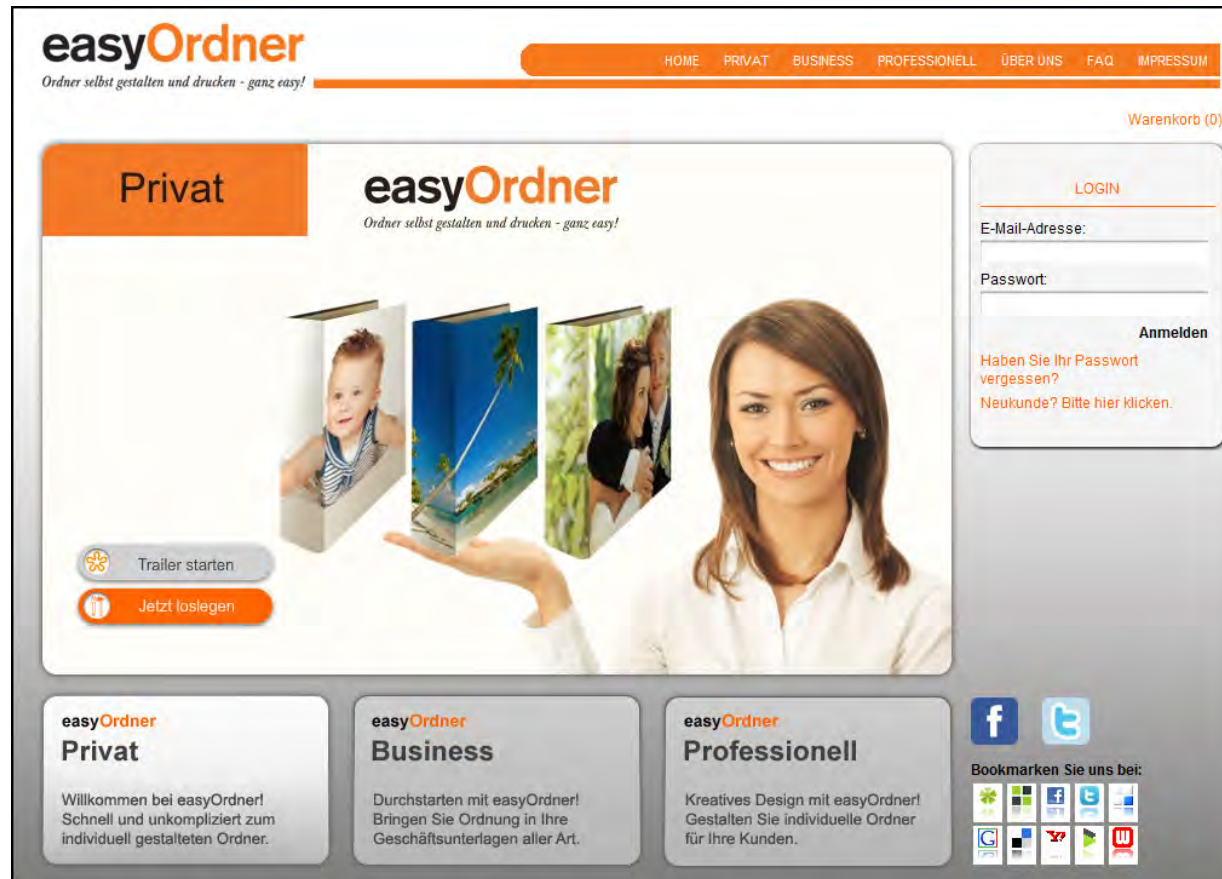 easyOrdner
Ordner selbst gestalten und drucken - ganz easy!
HOME PRIVAT BUSINESS PROFESSIONELL ÜBER UNS FAQ IMPRESSUM
Warenkorb (0)
Privat
easyOrdner
Ordner selbst gestalten und drucken - ganz easy!
Trailer starten
Jetzt loslegen
LOGIN
E-Mail-Adresse:
Passwort:
Anmelden
Haben Sie Ihr Passwort
vergessen?
Neukunde? Bitte hier klicken.
easyOrdner
Privat
Willkommen bei easyOrdner!
Schnell und unkompliziert zum
individuell gestalteten Ordner.
easyOrdner
Business
Durchstarten mit easyOrdner!
Bringen Sie Ordnung in Ihre
Geschäftsunterlagen aller Art.
easyOrdner
Professionell
Kreatives Design mit easyOrdner!
Gestalten Sie individuelle Ordner
für Ihre Kunden.
f t
Bookmarken Sie uns bei:
f t
G Y! W